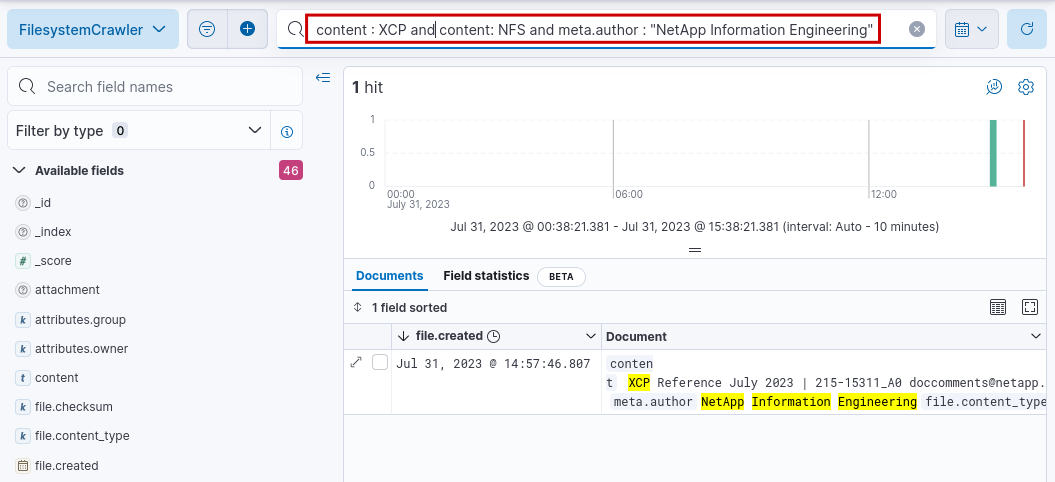 FilesystemCrawler
content : XCP and content: NFS and meta.author : "NetApp Information Engineering"
Search field names
Filter by type 0
Available fields 46
_id
_index
_score
attachment
attributes.group
attributes.owner
content
file.checksum
file.content_type
file.created
1 hit
1
0.5
0
00:00
July 31, 2023
06:00
12:00
Jul 31, 2023 @ 00:38:21.381 - Jul 31, 2023 @ 15:38:21.381 (interval: Auto - 10 minutes)
Documents Field statistics BETA
1 field sorted
file.created Document
Jul 31, 2023 @ 14:57:46.807
conten
t XCP Reference July 2023 | 215-15311_A0 doccomments@netapp.
meta.author NetApp Information Engineering file.content_type